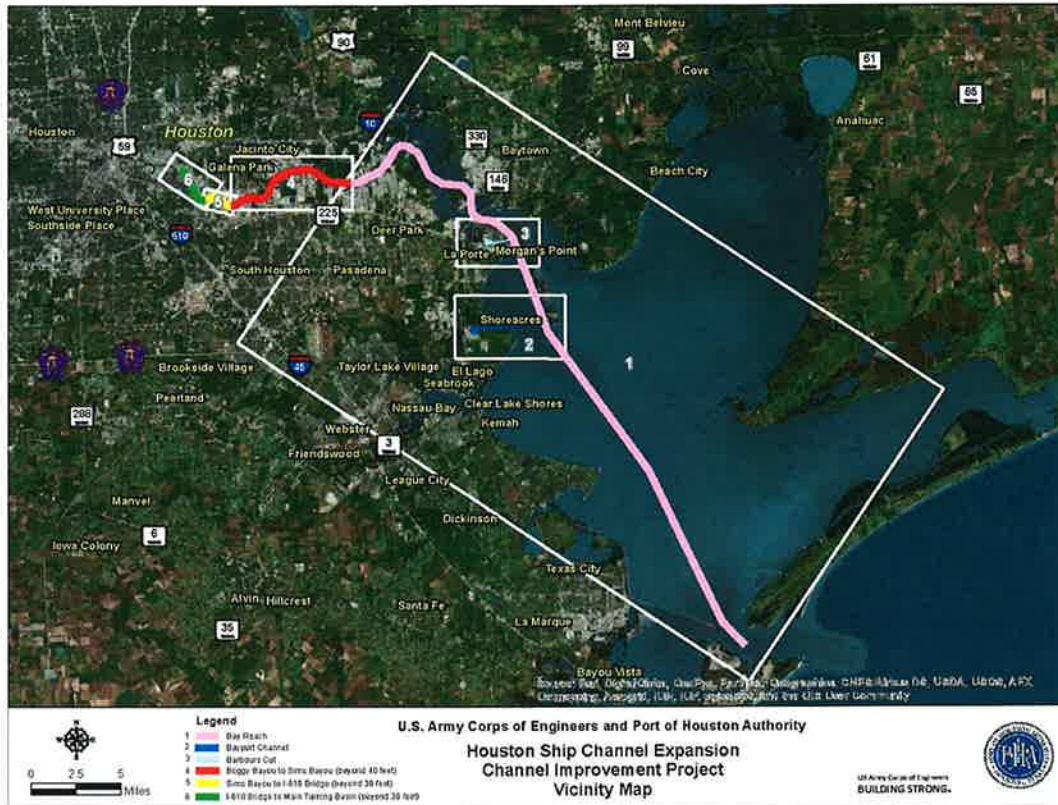 Mont Belvieu
90
99
61
Cove
65
Anahuac
Houston
59
Houston
10
330
Baytown
Jacinto City
Galena Park
146
Beach City
6
4
5
225
West University Place
Southside Place
610
Deer Park
3
La Porte
Morgan's Point
South Houston
Pasadena
Shoreacres
2
1
45
Taylor Lake Village
El Lago
Seabrook
Brookside Village
Pearland
288
Nassau Bay
Clear Lake Shores
Kemah
Webster
3
Friendswood
League City
Manvel
6
Dickinson
Iowa Colony
Texas City
Alvin
Hillcrest
Santa Fe
35
La Marque
Bayou Vista
Legend
1 Bay Reach
2 Bayport Channel
3 Barbours Cut
4 Boggy Bayou to Sims Bayou (beyond 40 feet)
5 Sims Bayou to I-610 Bridge (beyond 36 feet)
6 I-610 Bridge to Main Turning Basin (beyond 36 feet)
0 2.5 5
Miles
U.S. Army Corps of Engineers and Port of Houston Authority
Houston Ship Channel Expansion
Channel Improvement Project
Vicinity Map
US Army Corps of Engineers
BUILDING STRONG®
PHA